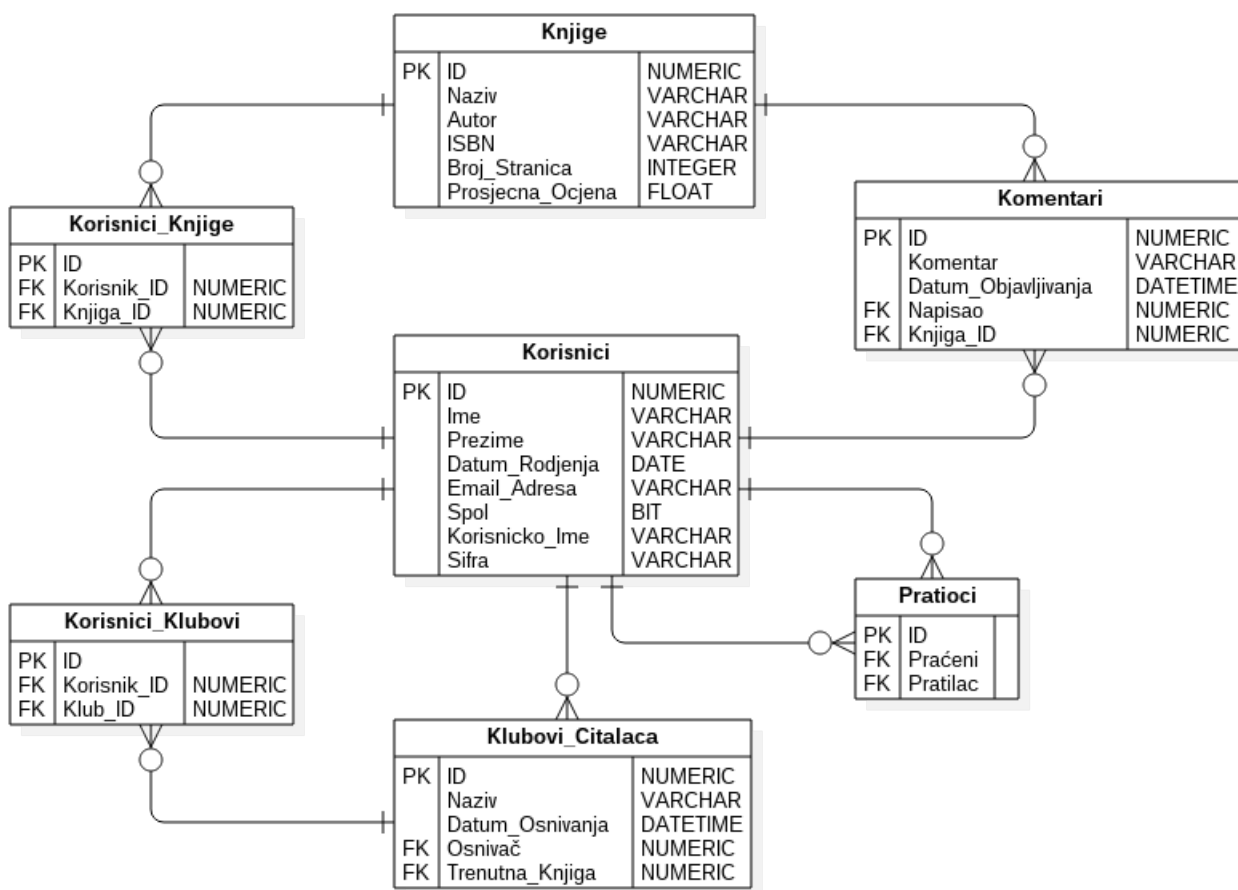 Knjige
PK ID NUMERIC
Naziv VARCHAR
Autor VARCHAR
ISBN VARCHAR
Broj_Stranica INTEGER
Prosjecna_Ocjena FLOAT
Komentari
PK ID NUMERIC
Komentar VARCHAR
Datum_Objavljivanja DATETIME
FK Napisao NUMERIC
FK Knjiga_ID NUMERIC
Korisnici_Knjige
PK ID
FK Korisnik_ID NUMERIC
FK Knjiga_ID NUMERIC
Korisnici
PK ID NUMERIC
Ime VARCHAR
Prezime VARCHAR
Datum_Rodjenja DATE
Email_Adresa VARCHAR
Spol BIT
Korisnicko_Ime VARCHAR
Sifra VARCHAR
Pratioci
PK ID
FK Praćeni
FK Pratilac
Korisnici_Klubovi
PK ID
FK Korisnik_ID NUMERIC
FK Klub_ID NUMERIC
Klubovi_Citalaca
PK ID NUMERIC
Naziv VARCHAR
Datum_Osnivanja DATETIME
FK Osnivač NUMERIC
FK Trenutna_Knjiga NUMERIC